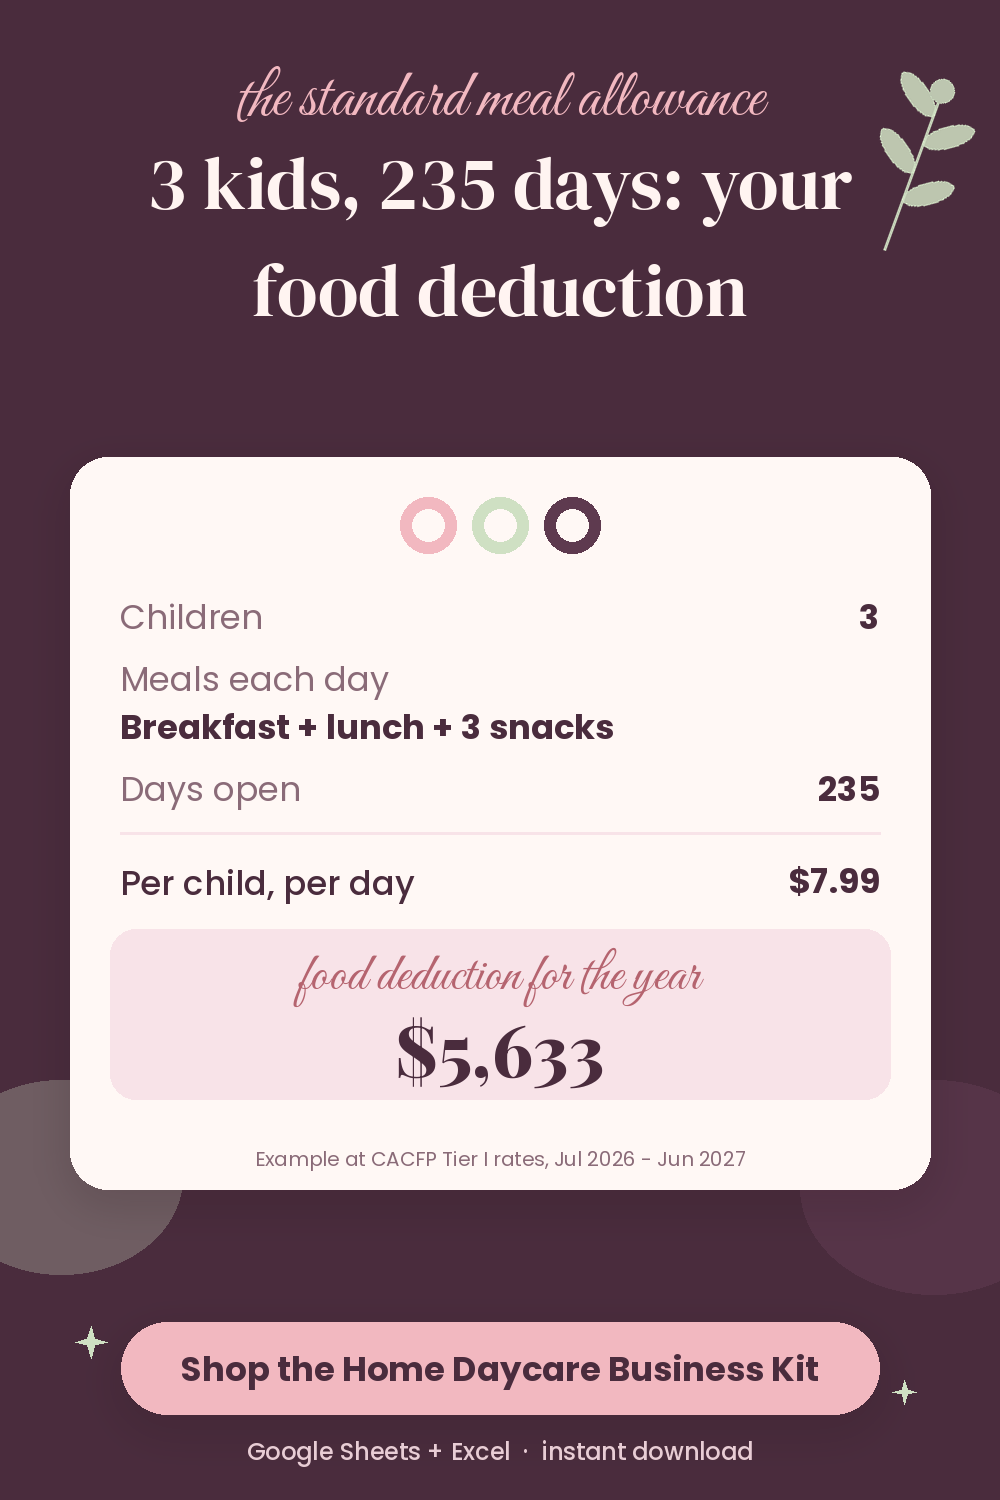 the standard meal allowance
3 kids, 235 days: your
food deduction
Children 3
Meals each day
Breakfast + lunch + 3 snacks
Days open 235
Per child, per day $7.99
food deduction for the year
$5,633
Example at CACFP Tier I rates, Jul 2026 - Jun 2027
Shop the Home Daycare Business Kit
Google Sheets + Excel · instant download